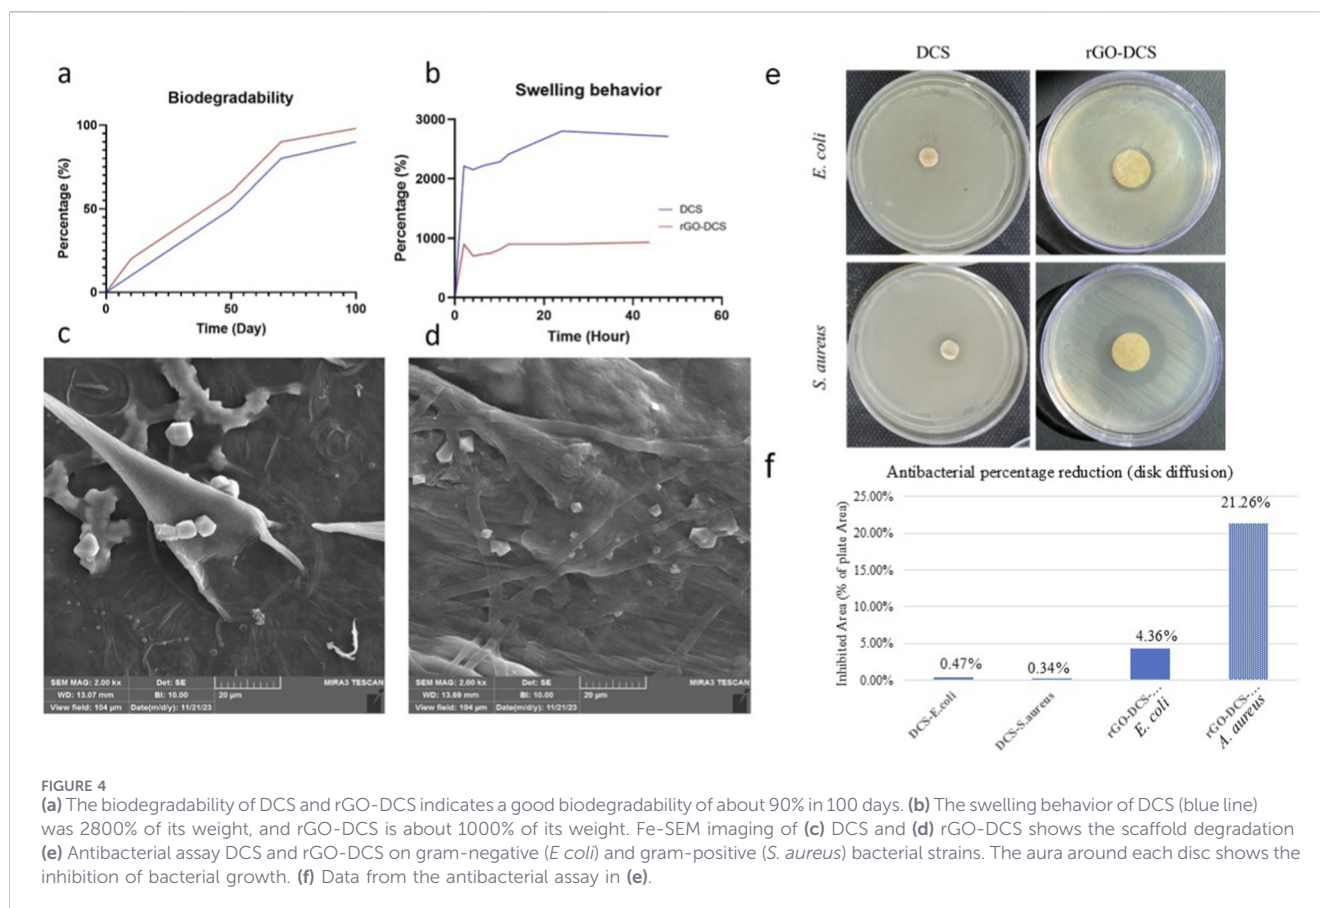 a
Biodegradability
100
50
0
Percentage (%)
0 50 100
Time (Day)
b
Swelling behavior
3000
2000
1000
0
Percentage (%)
DCS
rGO-DCS
0 20 40 60
Time (Hour)
c
SEM MAG: 2.00 kx Det: SE MIRA3 TESCAN
WD: 13.07 mm BI: 10.00 20 µm
View field: 104 µm Date(m/d/y): 11/21/23
d
SEM MAG: 2.00 kx Det: SE MIRA3 TESCAN
WD: 13.69 mm BI: 10.00 20 µm
View field: 104 µm Date(m/d/y): 11/21/23
e
DCS rGO-DCS
E. coli
S. aureus
f
Antibacterial percentage reduction (disk diffusion)
Inhibited Area (% of plate Area)
25.00%
20.00%
15.00%
10.00%
5.00%
0.00%
0.47%
0.34%
4.36%
21.26%
DCS-E.coli
DCS-S.aureus
rGO-DCS-...
E. coli
rGO-DCS-...
A. aureus
FIGURE 4
(a) The biodegradability of DCS and rGO-DCS indicates a good biodegradability of about 90% in 100 days. (b) The swelling behavior of DCS (blue line)
was 2800% of its weight, and rGO-DCS is about 1000% of its weight. Fe-SEM imaging of (c) DCS and (d) rGO-DCS shows the scaffold degradation
(e) Antibacterial assay DCS and rGO-DCS on gram-negative (E coli) and gram-positive (S. aureus) bacterial strains. The aura around each disc shows the
inhibition of bacterial growth. (f) Data from the antibacterial assay in (e).